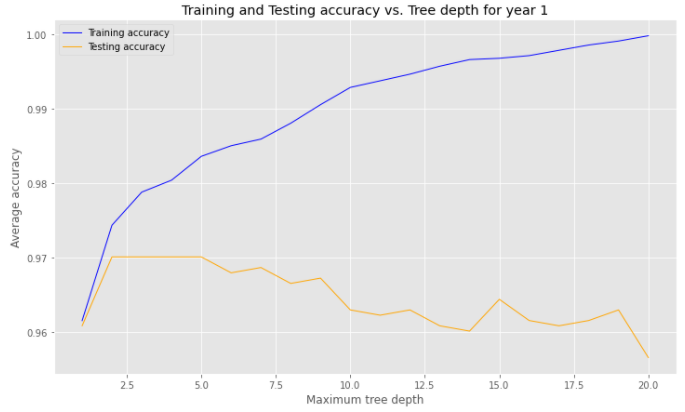 Training and Testing accuracy vs. Tree depth for year 1
Training accuracy
Testing accuracy
1.00
0.99
0.98
0.97
0.96
Average accuracy
2.5 5.0 7.5 10.0 12.5 15.0 17.5 20.0
Maximum tree depth